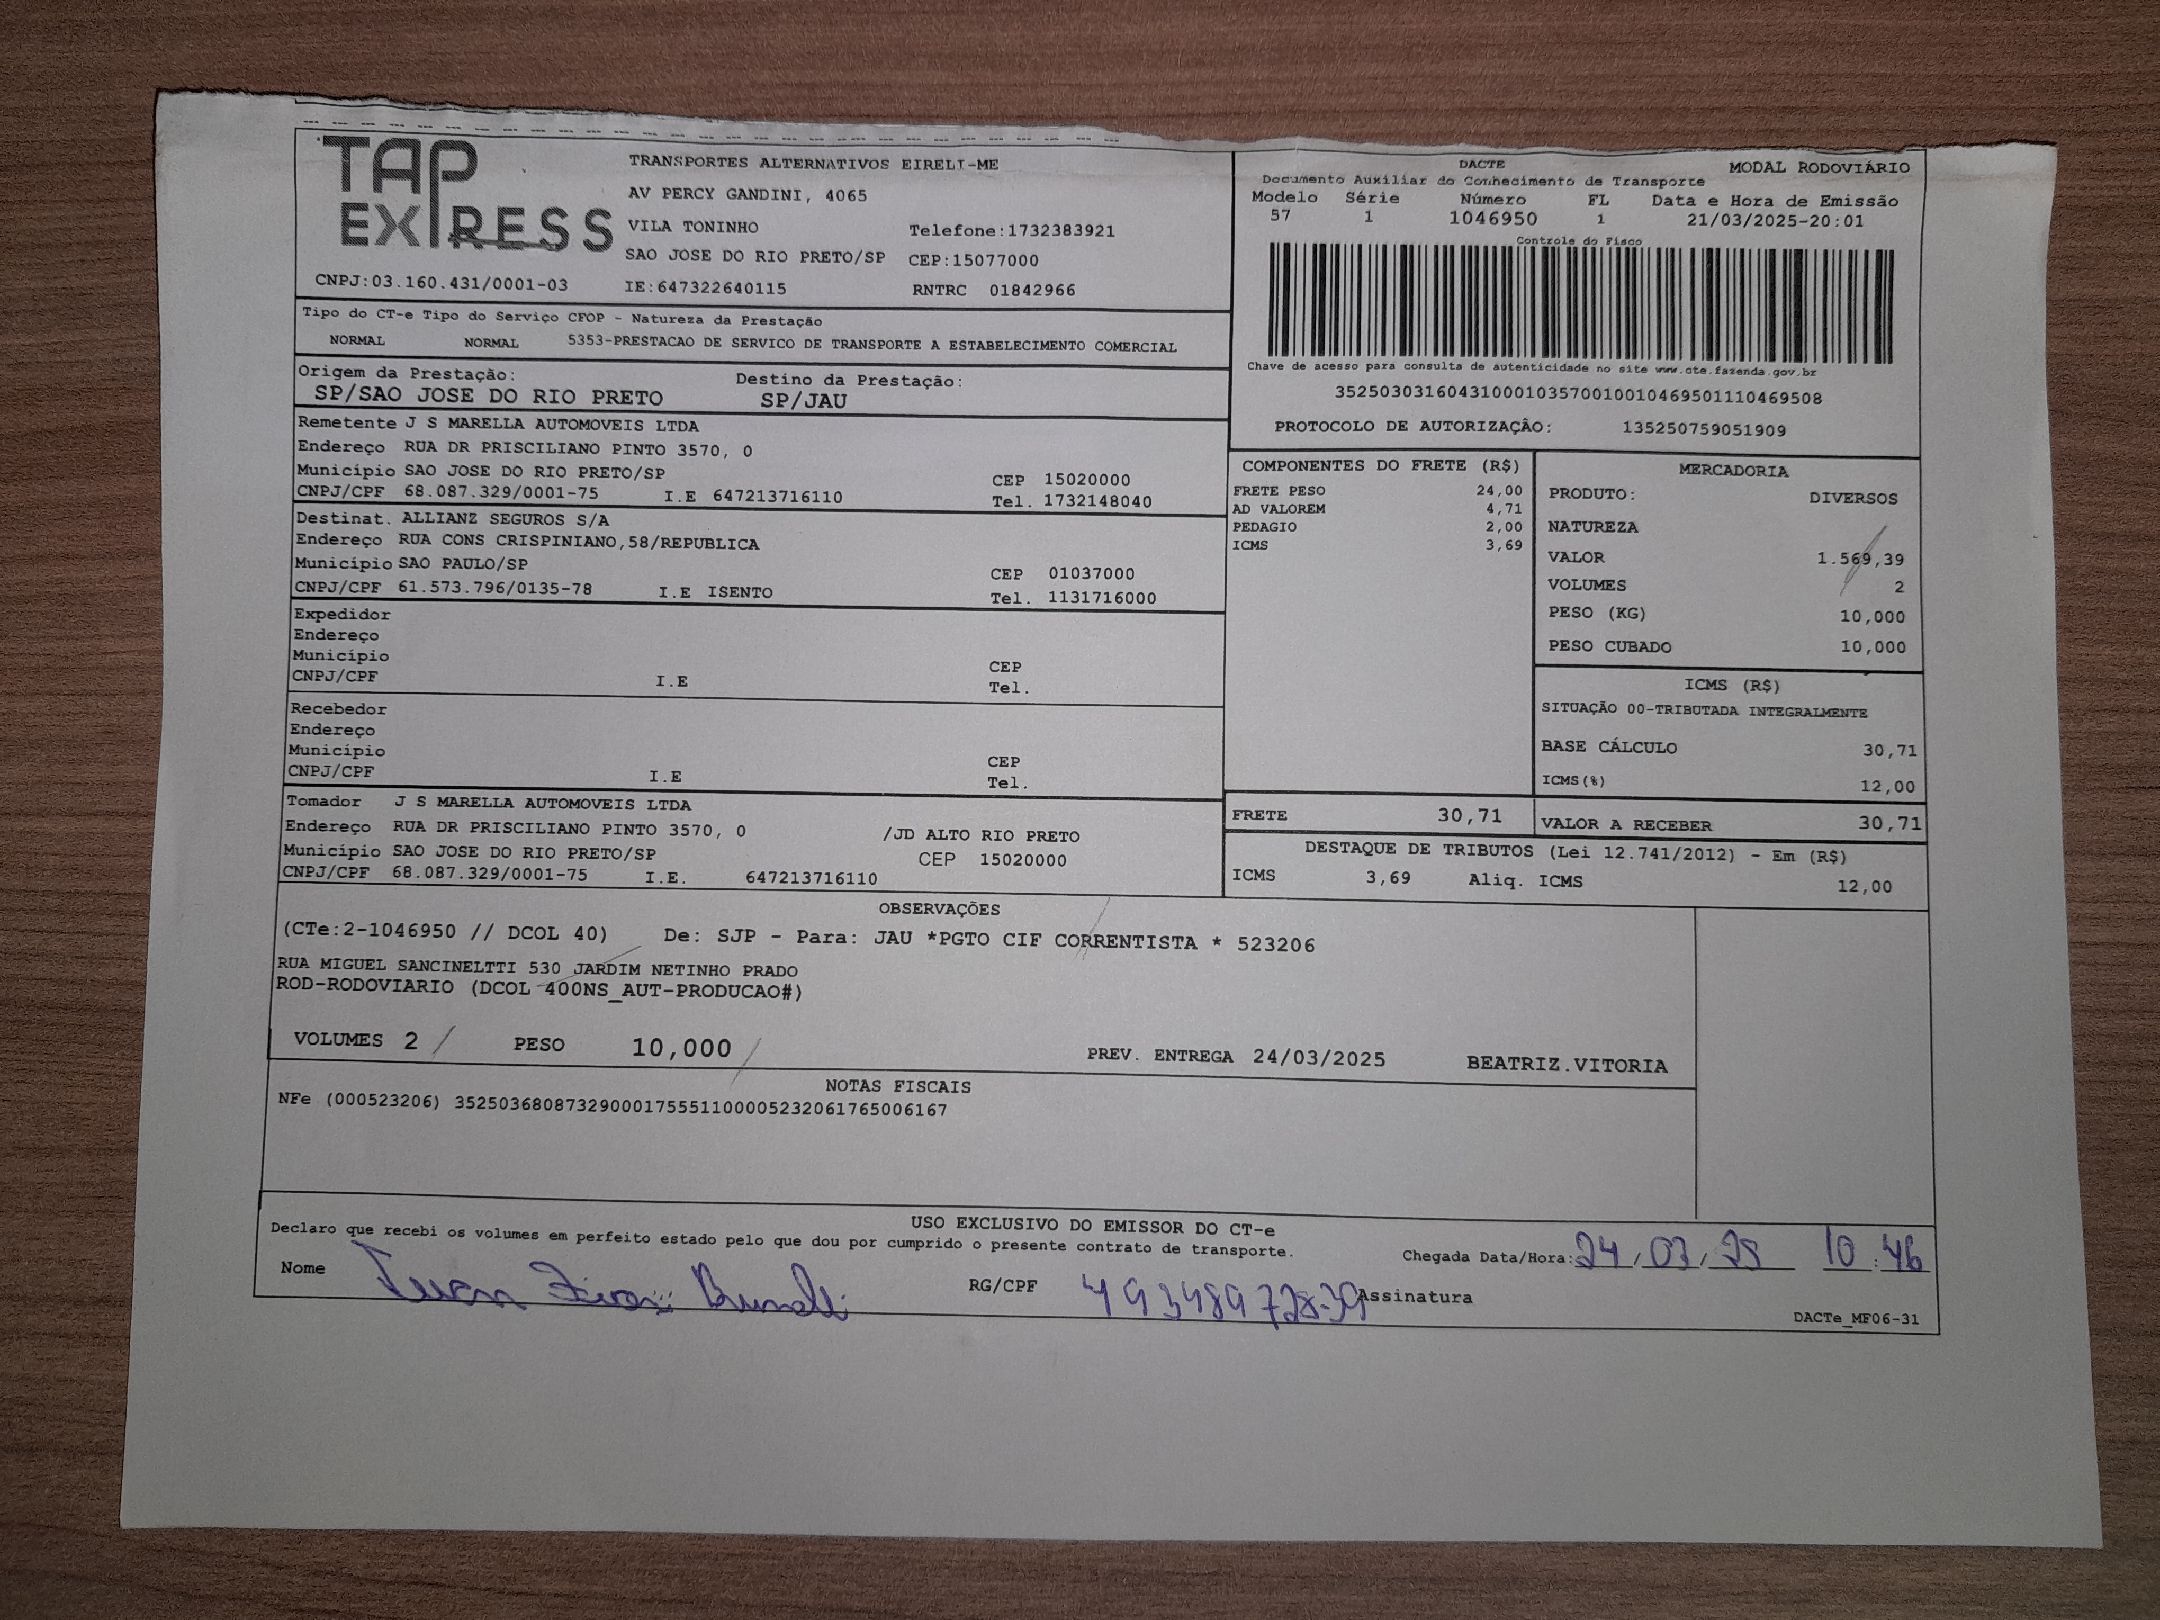 TAP EXPRESS
TRANSPORTES ALTERNATIVOS EIRELI-ME
AV PERCY GANDINI, 4065
VILA TONINHO Telefone:1732383921
SAO JOSE DO RIO PRETO/SP CEP:15077000
CNPJ:03.160.431/0001-03 IE:647322640115 RNTRC 01842966
DACTE MODAL RODOVIÁRIO
Documento Auxiliar do Conhecimento de Transporte
Modelo Série Número FL Data e Hora de Emissão
57 1 1046950 1 21/03/2025-20:01
Controle do Fisco
Chave de acesso para consulta de autenticidade no site www.cte.fazenda.gov.br
35250303160431000103570010010469501110469508
PROTOCOLO DE AUTORIZAÇÃO: 135250759051909
Tipo do CT-e Tipo do Serviço CFOP - Natureza da Prestação
NORMAL NORMAL 5353-PRESTACAO DE SERVICO DE TRANSPORTE A ESTABELECIMENTO COMERCIAL
Origem da Prestação: Destino da Prestação:
SP/SAO JOSE DO RIO PRETO SP/JAU
Remetente J S MARELLA AUTOMOVEIS LTDA
Endereço RUA DR PRISCILIANO PINTO 3570, 0
Município SAO JOSE DO RIO PRETO/SP CEP 15020000
CNPJ/CPF 68.087.329/0001-75 I.E 647213716110 Tel. 1732148040
Destinat. ALLIANZ SEGUROS S/A
Endereço RUA CONS CRISPINIANO,58/REPUBLICA
Município SAO PAULO/SP CEP 01037000
CNPJ/CPF 61.573.796/0135-78 I.E ISENTO Tel. 1131716000
Expedidor
Endereço
Município CEP
CNPJ/CPF I.E Tel.
Recebedor
Endereço
Município CEP
CNPJ/CPF I.E Tel.
Tomador J S MARELLA AUTOMOVEIS LTDA
Endereço RUA DR PRISCILIANO PINTO 3570, 0 /JD ALTO RIO PRETO
Município SAO JOSE DO RIO PRETO/SP CEP 15020000
CNPJ/CPF 68.087.329/0001-75 I.E. 647213716110
COMPONENTES DO FRETE (R$)
FRETE PESO 24,00
AD VALOREM 4,71
PEDAGIO 2,00
ICMS 3,69
MERCADORIA
PRODUTO: DIVERSOS
NATUREZA
VALOR 1.569,39
VOLUMES 2
PESO (KG) 10,000
PESO CUBADO 10,000
ICMS (R$)
SITUAÇÃO 00-TRIBUTADA INTEGRALMENTE
BASE CÁLCULO 30,71
ICMS(%) 12,00
FRETE 30,71 VALOR A RECEBER 30,71
DESTAQUE DE TRIBUTOS (Lei 12.741/2012) - Em (R$)
ICMS 3,69 Aliq. ICMS 12,00
OBSERVAÇÕES
(CTe:2-1046950 // DCOL 40) De: SJP - Para: JAU *PGTO CIF CORRENTISTA * 523206
RUA MIGUEL SANCINELTTI 530 JARDIM NETINHO PRADO
ROD-RODOVIARIO (DCOL 400NS_AUT-PRODUCAO#)
VOLUMES 2 PESO 10,000 PREV. ENTREGA 24/03/2025 BEATRIZ.VITORIA
NOTAS FISCAIS
NFe (000523206) 35250368087329000175551100005232061765006167
USO EXCLUSIVO DO EMISSOR DO CT-e
Declaro que recebi os volumes em perfeito estado pelo que dou por cumprido o presente contrato de transporte.
Chegada Data/Hora: 24/03/25 10:46
Nome RG/CPF 493489728-39 Assinatura
DACTe_MF06-31